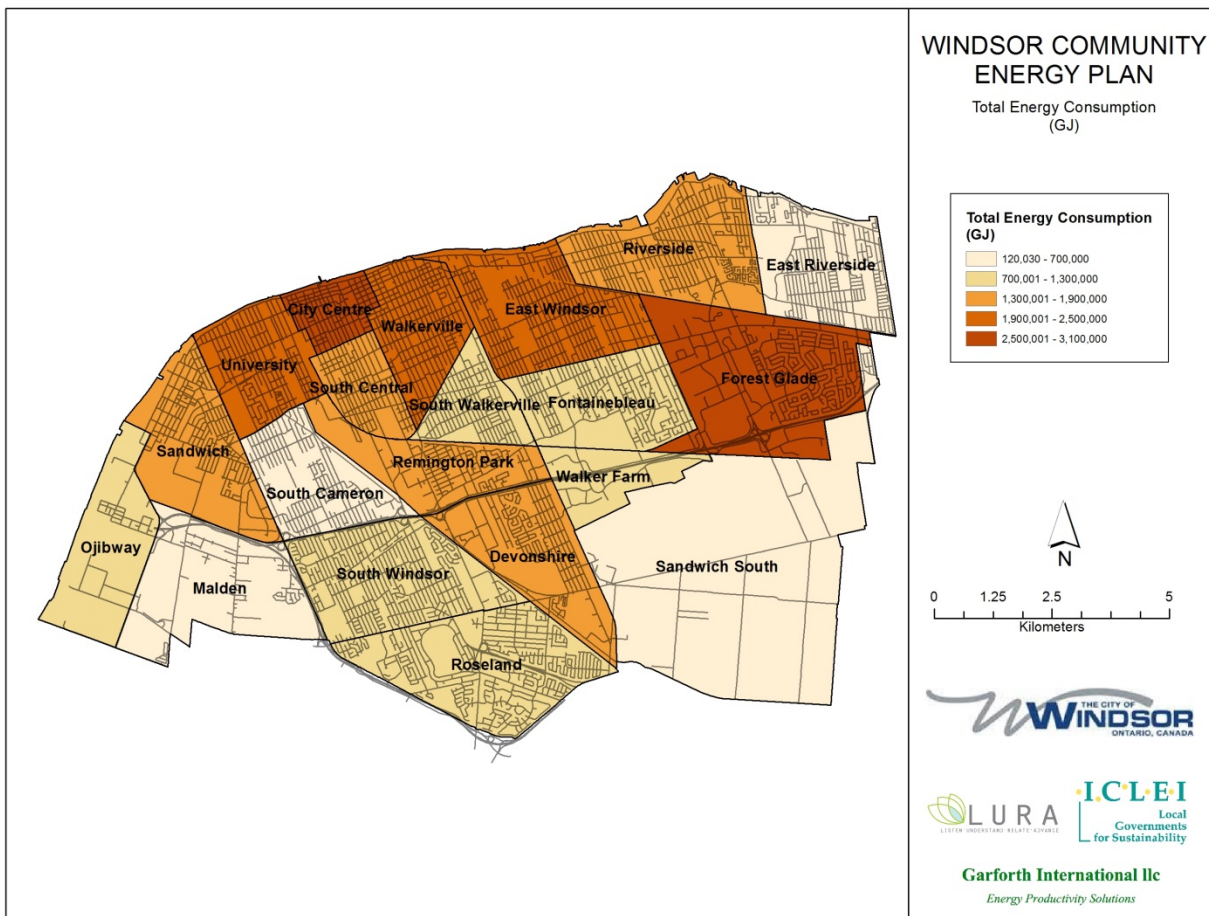 WINDSOR COMMUNITY
ENERGY PLAN
Total Energy Consumption
(GJ)
Total Energy Consumption
(GJ)
120,030 - 700,000
700,001 - 1,300,000
1,300,001 - 1,900,000
1,900,001 - 2,500,000
2,500,001 - 3,100,000
Riverside
East Riverside
City Centre
East Windsor
Walkerville
University
Forest Glade
South Central
South Walkerville
Fontainebleau
Sandwich
Remington Park
Walker Farm
South Cameron
Ojibway
Devonshire
Sandwich South
South Windsor
Malden
Roseland
N
0 1.25 2.5 5
Kilometers
THE CITY OF
WINDSOR
ONTARIO, CANADA
LURA
LISTEN UNDERSTAND RELATE ADVANCE
I·C·L·E·I
Local
Governments
for Sustainability
Garforth International llc
Energy Productivity Solutions